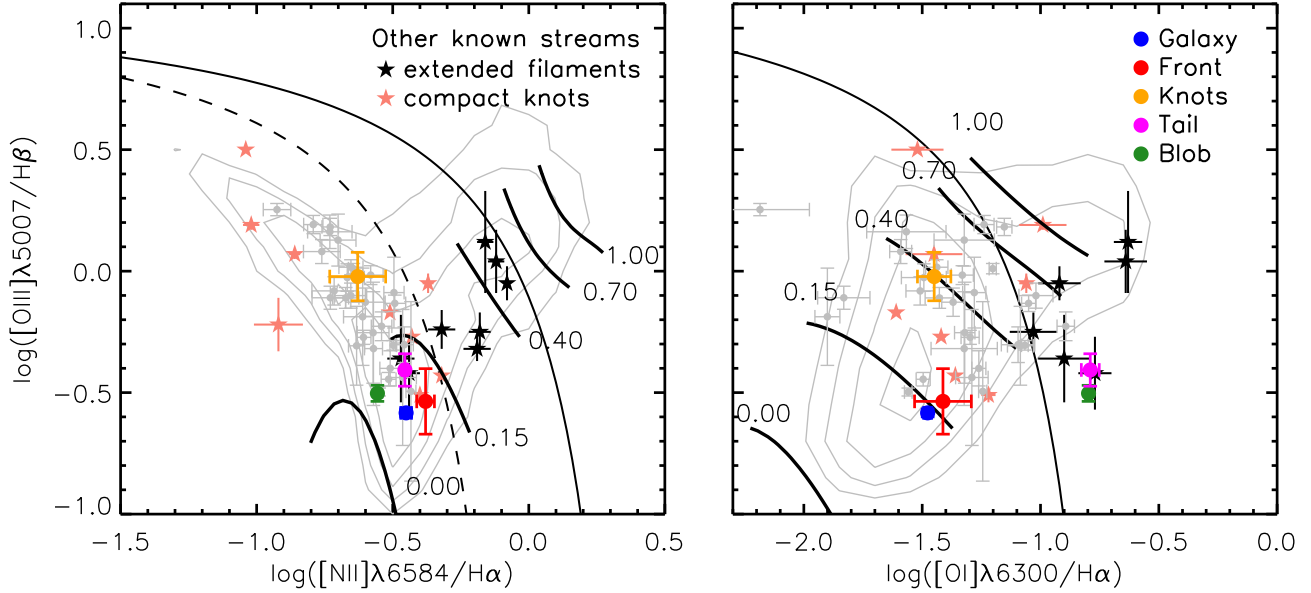 Other known streams
extended filaments
compact knots
1.00
0.70
0.40
0.15
0.00
1.0
0.5
0.0
−0.5
−1.0
log([OIII]λ5007/Hβ)
−1.5 −1.0 −0.5 0.0 0.5
log([NII]λ6584/Hα)
Galaxy
Front
Knots
Tail
Blob
1.00
0.70
0.40
0.15
0.00
−2.0 −1.5 −1.0 −0.5 0.0
log([OI]λ6300/Hα)